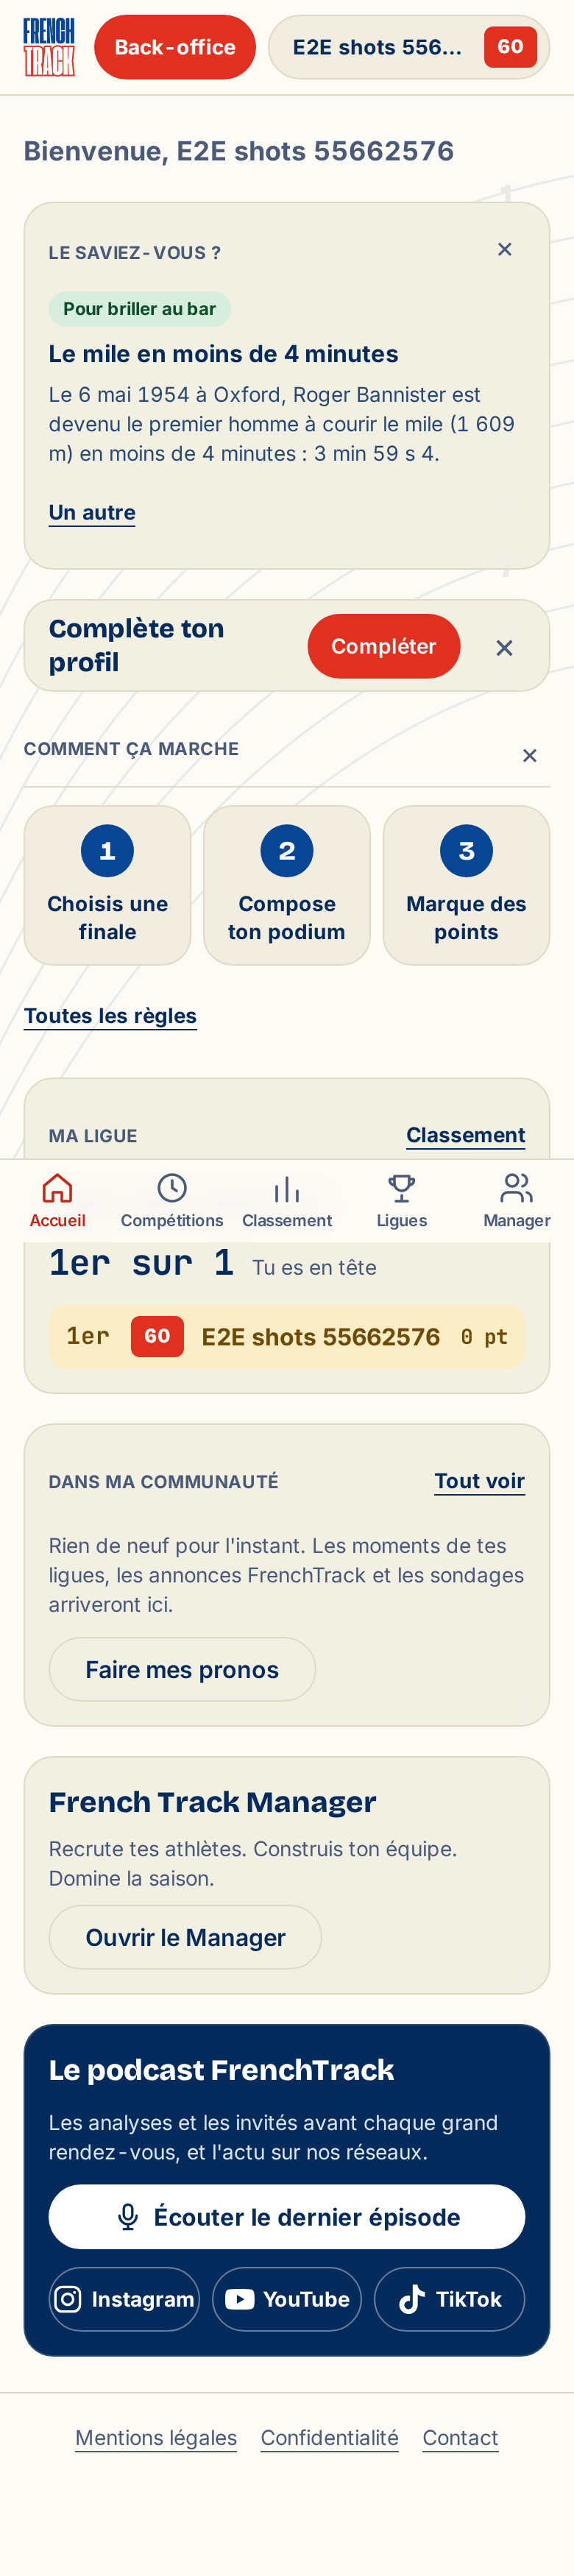 FRENCH
TRACK
Back-office
E2E shots 556...
60
Bienvenue, E2E shots 55662576
LE SAVIEZ-VOUS ?
Pour briller au bar
Le mile en moins de 4 minutes
Le 6 mai 1954 à Oxford, Roger Bannister est
devenu le premier homme à courir le mile (1 609
m) en moins de 4 minutes : 3 min 59 s 4.
Un autre
Complète ton
profil
Compléter
COMMENT ÇA MARCHE
1
Choisis une
finale
2
Compose
ton podium
3
Marque des
points
Toutes les règles
MA LIGUE
Classement
Accueil
Compétitions
Classement
Ligues
Manager
1er sur 1
Tu es en tête
1er
60
E2E shots 55662576
0 pt
DANS MA COMMUNAUTÉ
Tout voir
Rien de neuf pour l'instant. Les moments de tes
ligues, les annonces FrenchTrack et les sondages
arriveront ici.
Faire mes pronos
French Track Manager
Recrute tes athlètes. Construis ton équipe.
Domine la saison.
Ouvrir le Manager
Le podcast FrenchTrack
Les analyses et les invités avant chaque grand
rendez-vous, et l'actu sur nos réseaux.
Écouter le dernier épisode
Instagram
YouTube
TikTok
Mentions légales
Confidentialité
Contact